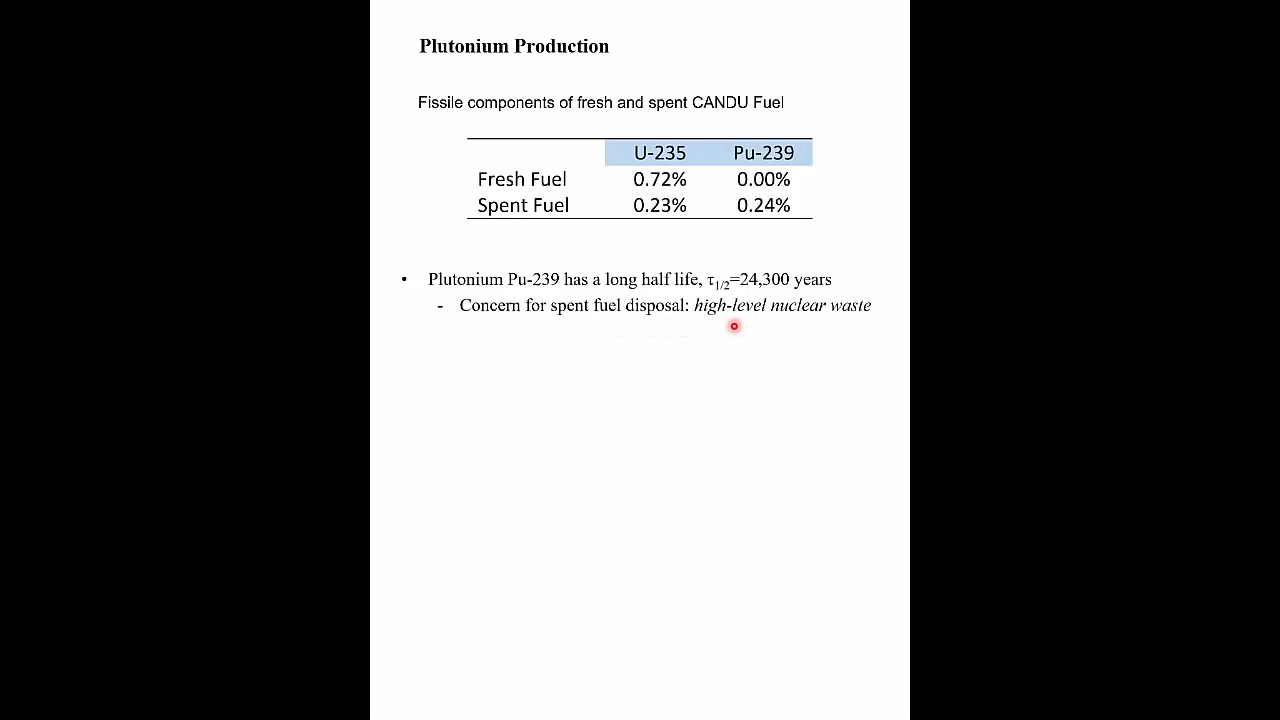 Plutonium Production
Fissile components of fresh and spent CANDU Fuel
U-235 Pu-239
Fresh Fuel 0.72% 0.00%
Spent Fuel 0.23% 0.24%
• Plutonium Pu-239 has a long half life, τ1/2=24,300 years
- Concern for spent fuel disposal: high-level nuclear waste